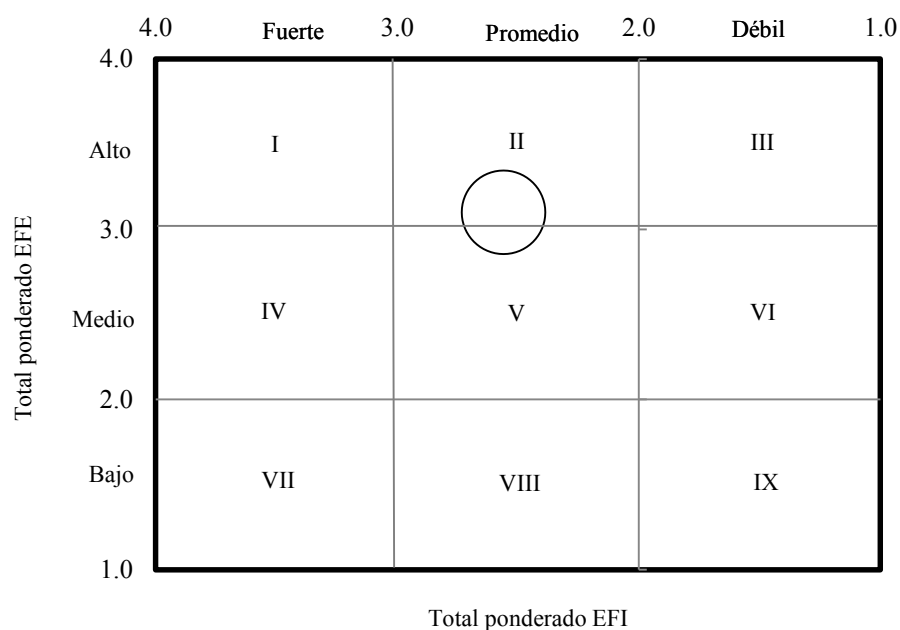 4.0 Fuerte 3.0 Promedio 2.0 Débil 1.0
4.0
Alto I II III
3.0
Total ponderado EFE
Medio IV V VI
2.0
Bajo VII VIII IX
1.0
Total ponderado EFI